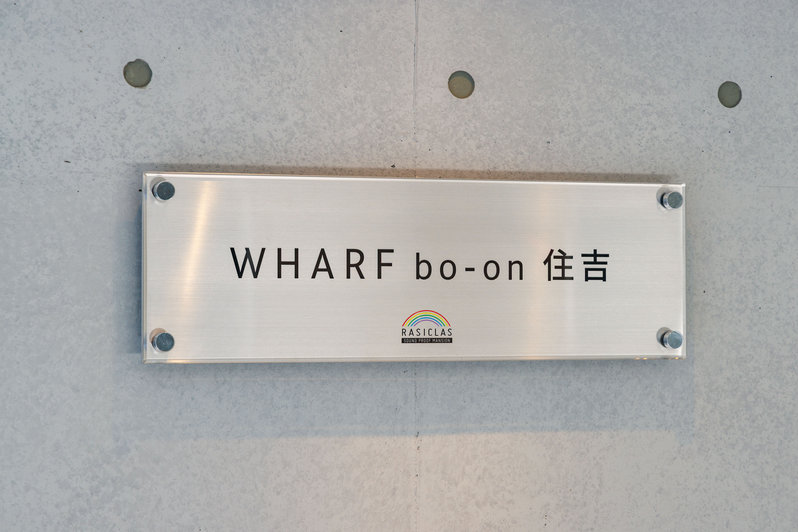 WHARF bo-on 住吉
RASICLAS
SOUND PROOF MANSION